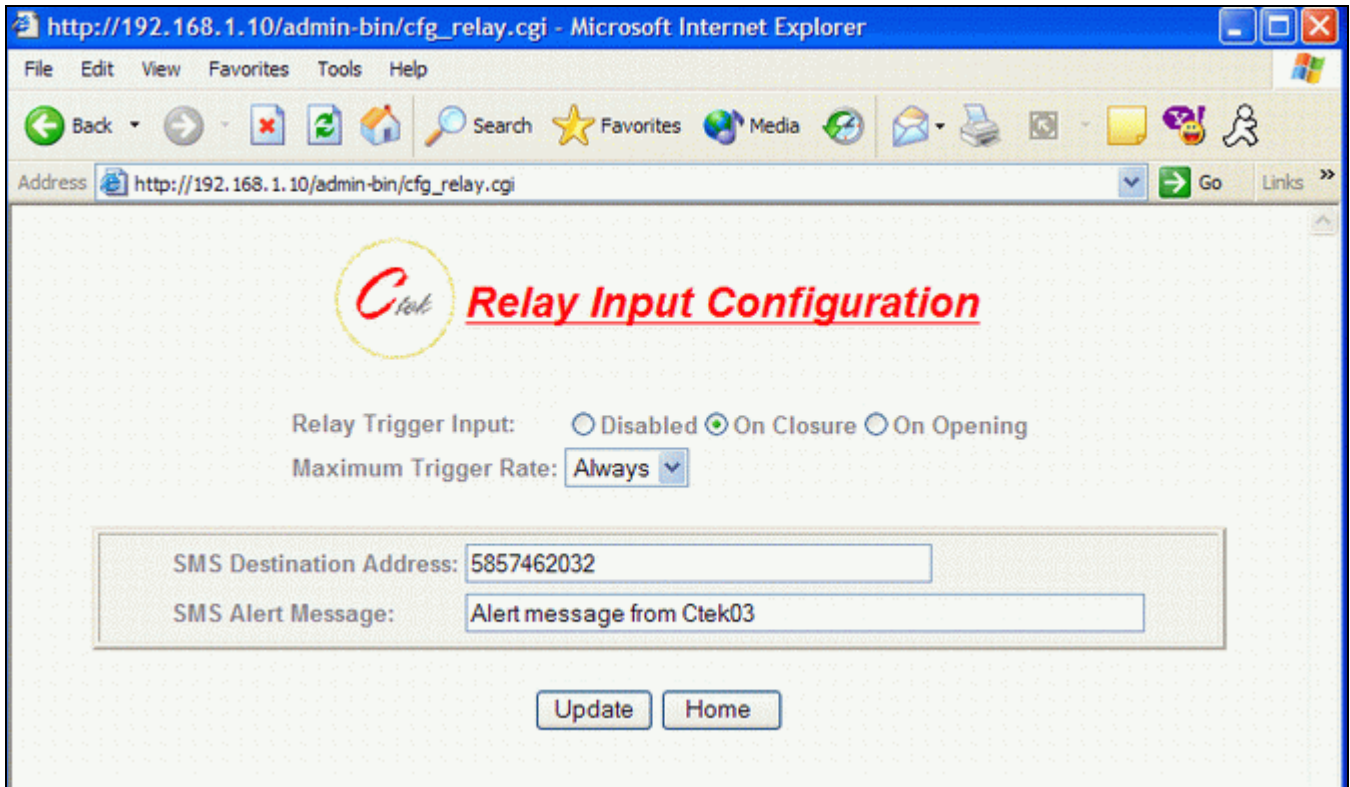 http://192.168.1.10/admin-bin/cfg_relay.cgi - Microsoft Internet Explorer
File Edit View Favorites Tools Help
Back Search Favorites Media
Address http://192.168.1.10/admin-bin/cfg_relay.cgi Go Links »
Ctek Relay Input Configuration
Relay Trigger Input: Disabled On Closure On Opening
Maximum Trigger Rate: Always
SMS Destination Address: 5857462032
SMS Alert Message: Alert message from Ctek03
Update Home